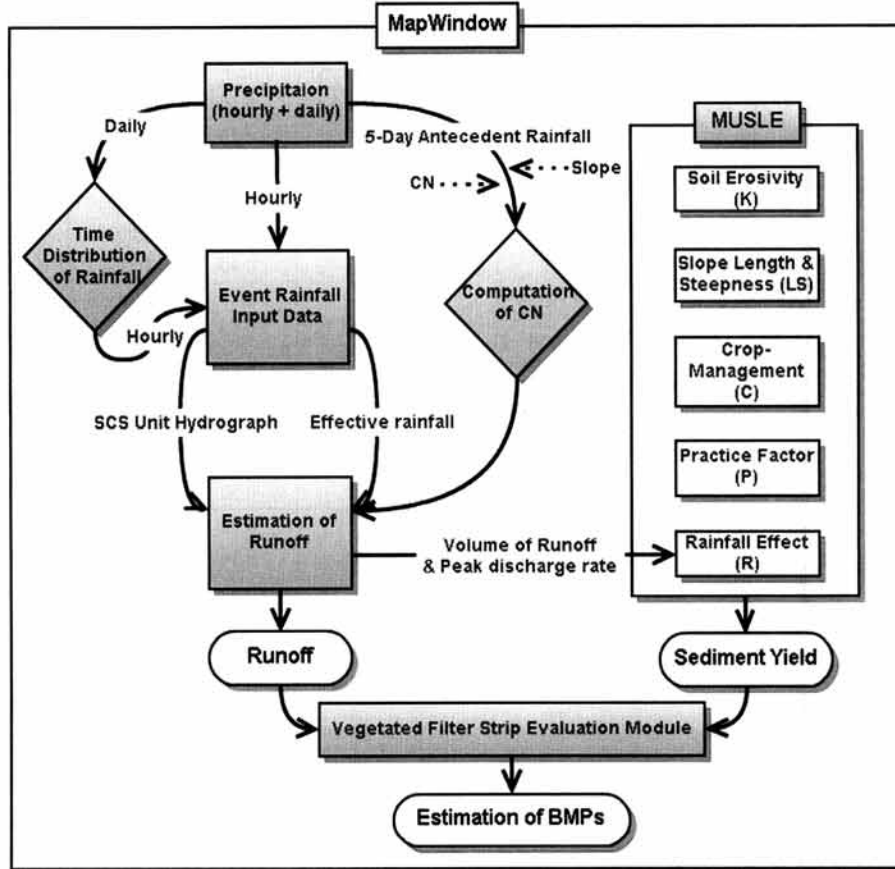 MapWindow
Precipitaion
(hourly + daily)
Daily
5-Day Antecedent Rainfall
CN
Slope
Hourly
Time
Distribution
of Rainfall
Event Rainfall
Input Data
Hourly
Computation
of CN
SCS Unit Hydrograph
Effective rainfall
Estimation of
Runoff
Volume of Runoff
& Peak discharge rate
MUSLE
Soil Erosivity
(K)
Slope Length &
Steepness (LS)
Crop-
Management
(C)
Practice Factor
(P)
Rainfall Effect
(R)
Runoff
Sediment Yield
Vegetated Filter Strip Evaluation Module
Estimation of BMPs